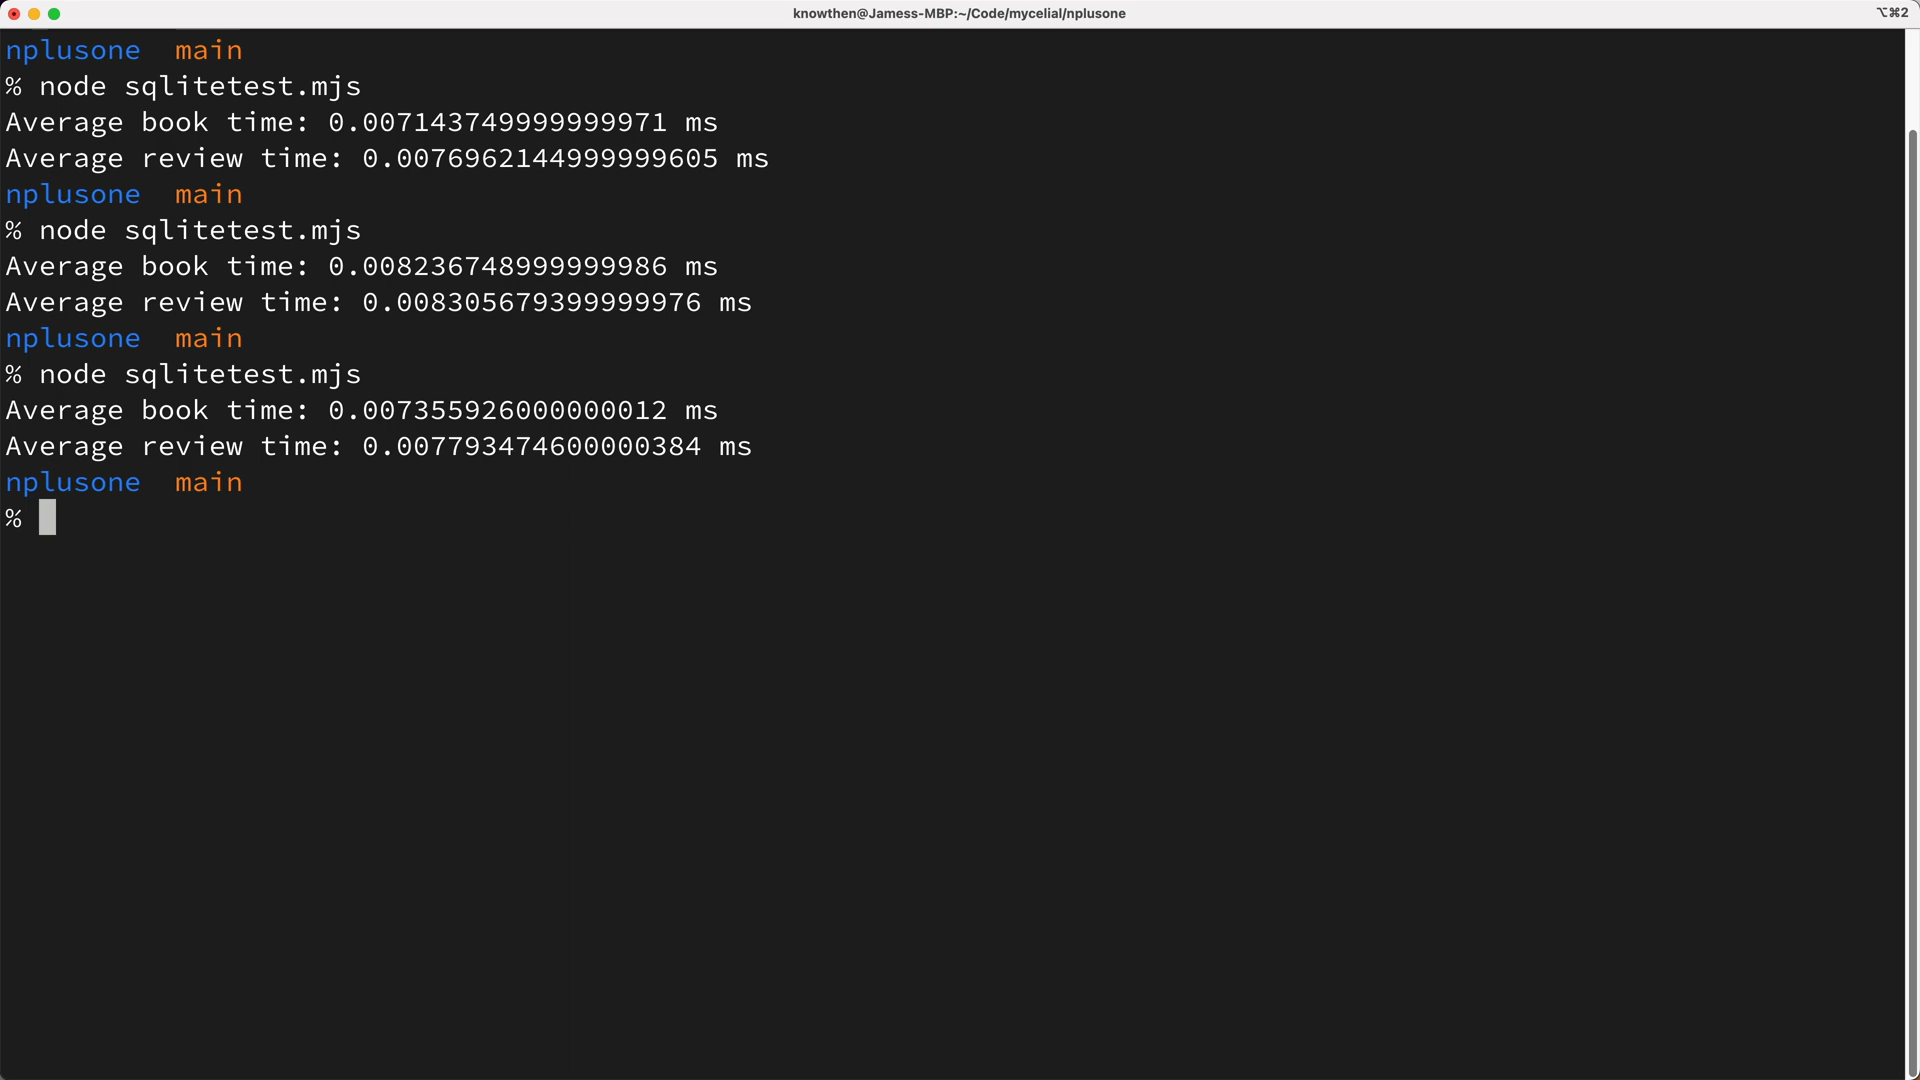 knowthen@Jamess-MBP:~/Code/mycelial/nplusone
⌥⌘2
nplusone main
% node sqlitetest.mjs
Average book time: 0.007143749999999971 ms
Average review time: 0.0076962144999999605 ms
nplusone main
% node sqlitetest.mjs
Average book time: 0.008236748999999986 ms
Average review time: 0.008305679399999976 ms
nplusone main
% node sqlitetest.mjs
Average book time: 0.007355926000000012 ms
Average review time: 0.007793474600000384 ms
nplusone main
%